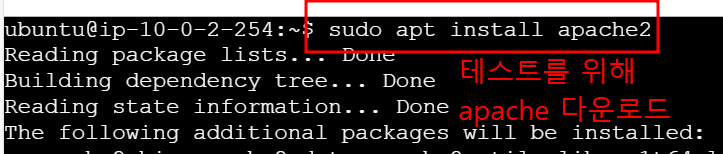 ubuntu@ip-10-0-2-254:~$ sudo apt install apache2
Reading package lists... Done
Building dependency tree... Done
Reading state information... Done
테스트를 위해
apache 다운로드
The following additional packages will be installed: